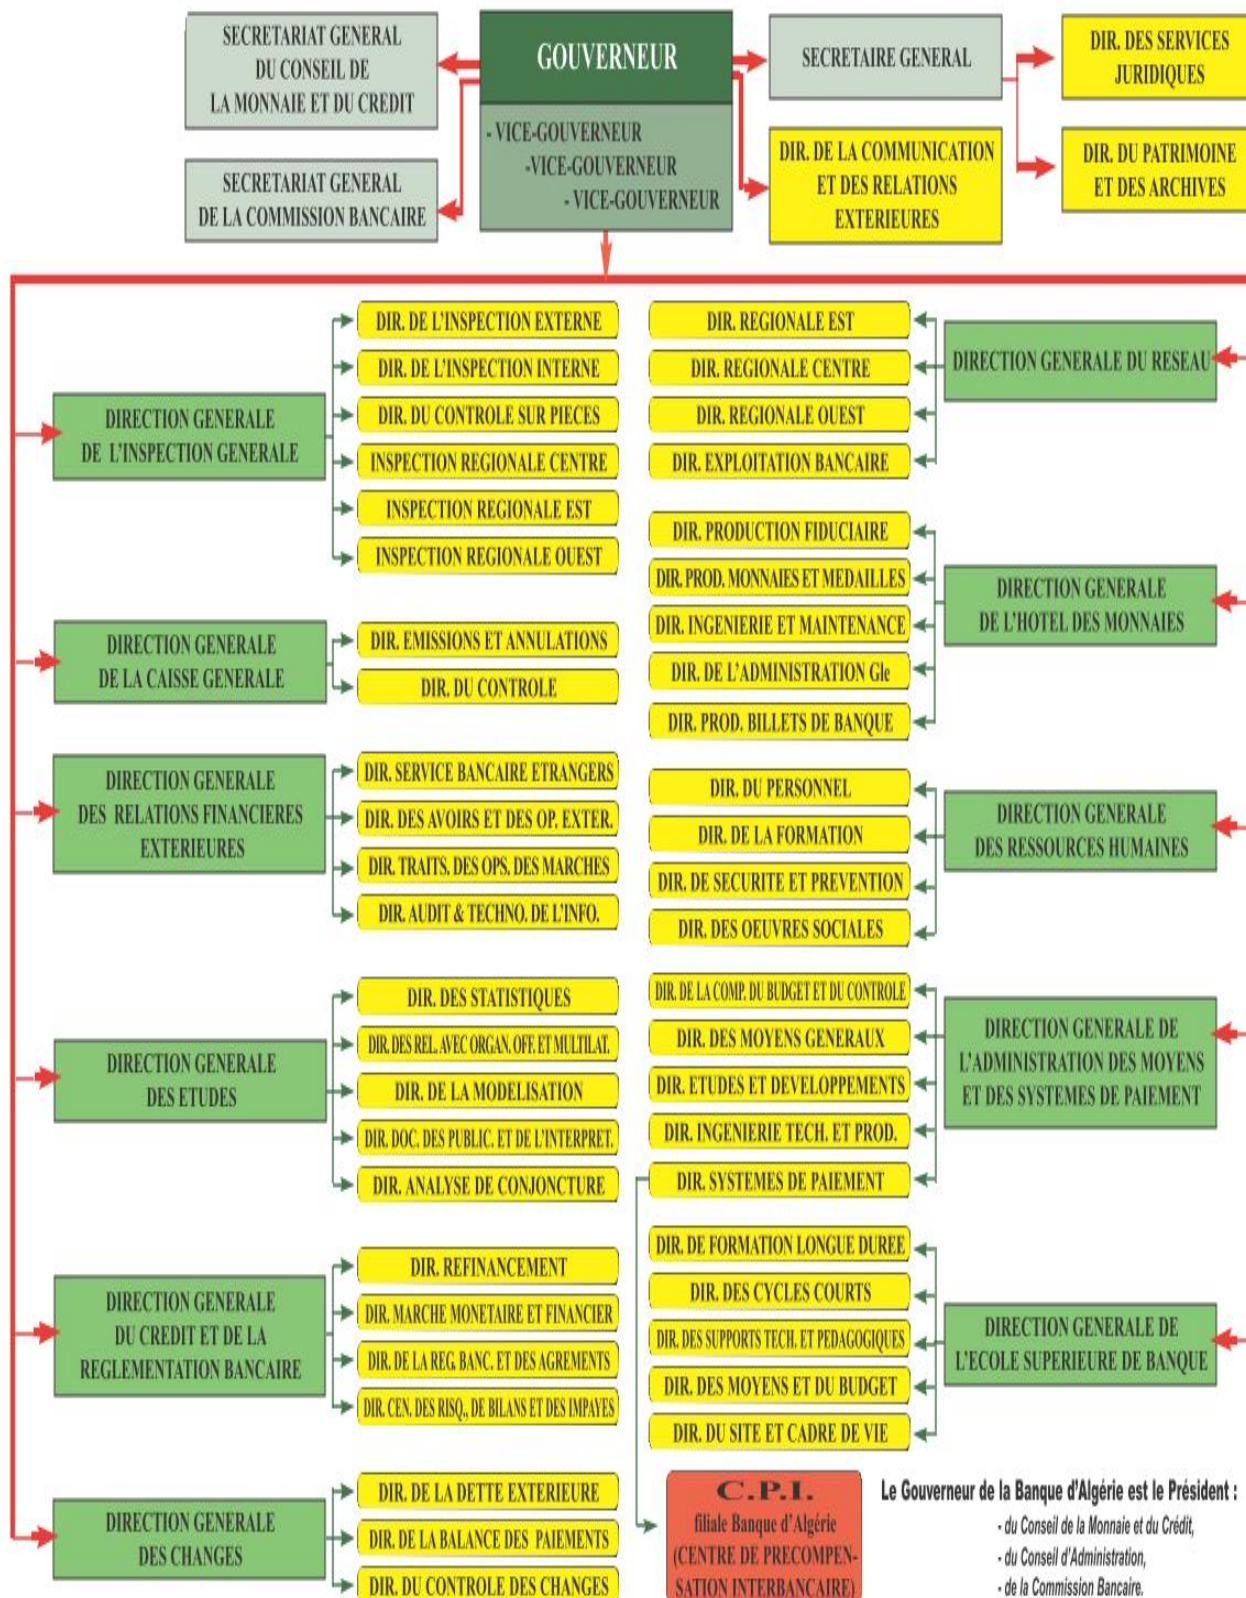 SECRETARIAT GENERAL
DU CONSEIL DE
LA MONNAIE ET DU CREDIT
SECRETARIAT GENERAL
DE LA COMMISSION BANCAIRE
GOUVERNEUR
- VICE-GOUVERNEUR
-VICE-GOUVERNEUR
- VICE-GOUVERNEUR
SECRETAIRE GENERAL
DIR. DE LA COMMUNICATION
ET DES RELATIONS
EXTERIEURES
DIR. DES SERVICES
JURIDIQUES
DIR. DU PATRIMOINE
ET DES ARCHIVES
DIRECTION GENERALE
DE L'INSPECTION GENERALE
DIR. DE L'INSPECTION EXTERNE
DIR. DE L'INSPECTION INTERNE
DIR. DU CONTROLE SUR PIECES
INSPECTION REGIONALE CENTRE
INSPECTION REGIONALE EST
INSPECTION REGIONALE OUEST
DIRECTION GENERALE
DE LA CAISSE GENERALE
DIR. EMISSIONS ET ANNULATIONS
DIR. DU CONTROLE
DIRECTION GENERALE
DES RELATIONS FINANCIERES
EXTERIEURES
DIR. SERVICE BANCAIRE ETRANGERS
DIR. DES AVOIRS ET DES OP. EXTER.
DIR. TRAITS. DES OPS. DES MARCHES
DIR. AUDIT & TECHNO. DE L'INFO.
DIRECTION GENERALE
DES ETUDES
DIR. DES STATISTIQUES
DIR. DES REL. AVEC ORGAN. OFF. ET MULTILAT.
DIR. DE LA MODELISATION
DIR. DOC. DES PUBLIC. ET DE L'INTERPRET.
DIR. ANALYSE DE CONJONCTURE
DIRECTION GENERALE
DU CREDIT ET DE LA
REGLEMENTATION BANCAIRE
DIR. REFINANCEMENT
DIR. MARCHE MONETAIRE ET FINANCIER
DIR. DE LA REG. BANC. ET DES AGREMENTS
DIR. CEN. DES RISQ., DE BILANS ET DES IMPAYES
DIRECTION GENERALE
DES CHANGES
DIR. DE LA DETTE EXTERIEURE
DIR. DE LA BALANCE DES PAIEMENTS
DIR. DU CONTROLE DES CHANGES
DIR. REGIONALE EST
DIR. REGIONALE CENTRE
DIR. REGIONALE OUEST
DIR. EXPLOITATION BANCAIRE
DIRECTION GENERALE DU RESEAU
DIR. PRODUCTION FIDUCIAIRE
DIR. PROD. MONNAIES ET MEDAILLES
DIR. INGENIERIE ET MAINTENANCE
DIR. DE L'ADMINISTRATION Gle
DIR. PROD. BILLETS DE BANQUE
DIRECTION GENERALE
DE L'HOTEL DES MONNAIES
DIR. DU PERSONNEL
DIR. DE LA FORMATION
DIR. DE SECURITE ET PREVENTION
DIR. DES OEUVRES SOCIALES
DIRECTION GENERALE
DES RESSOURCES HUMAINES
DIR. DE LA COMP. DU BUDGET ET DU CONTROLE
DIR. DES MOYENS GENERAUX
DIR. ETUDES ET DEVELOPPEMENTS
DIR. INGENIERIE TECH. ET PROD.
DIR. SYSTEMES DE PAIEMENT
DIRECTION GENERALE DE
L'ADMINISTRATION DES MOYENS
ET DES SYSTEMES DE PAIEMENT
DIR. DE FORMATION LONGUE DUREE
DIR. DES CYCLES COURTS
DIR. DES SUPPORTS TECH. ET PEDAGOGIQUES
DIR. DES MOYENS ET DU BUDGET
DIR. DU SITE ET CADRE DE VIE
DIRECTION GENERALE DE
L'ECOLE SUPERIEURE DE BANQUE
C.P.I.
filiale Banque d'Algérie
(CENTRE DE PRECOMPEN-
SATION INTERBANCAIRE)
Le Gouverneur de la Banque d'Algérie est le Président :
- du Conseil de la Monnaie et du Crédit,
- du Conseil d'Administration,
- de la Commission Bancaire.